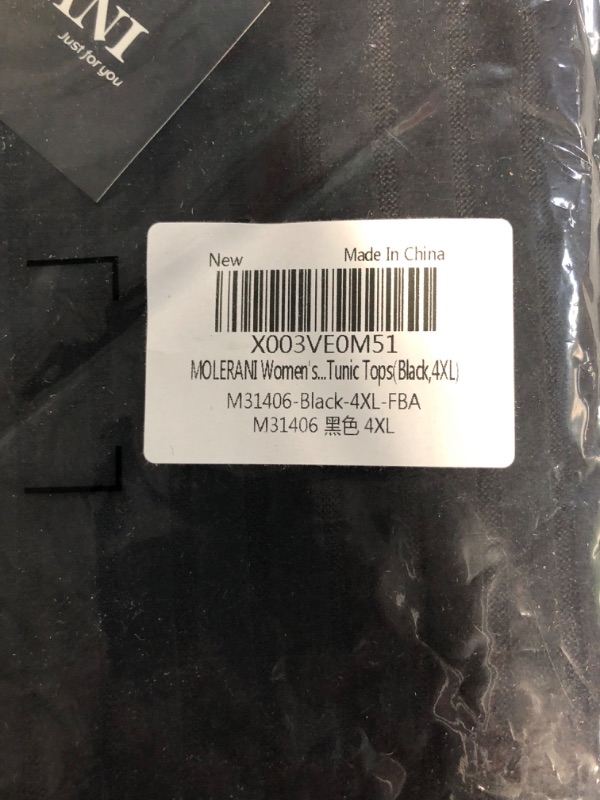 Just for you
New
Made In China
X003VE0M51
MOLERANI Women's...Tunic Tops(Black,4XL)
M31406-Black-4XL-FBA
M31406 黑色 4XL